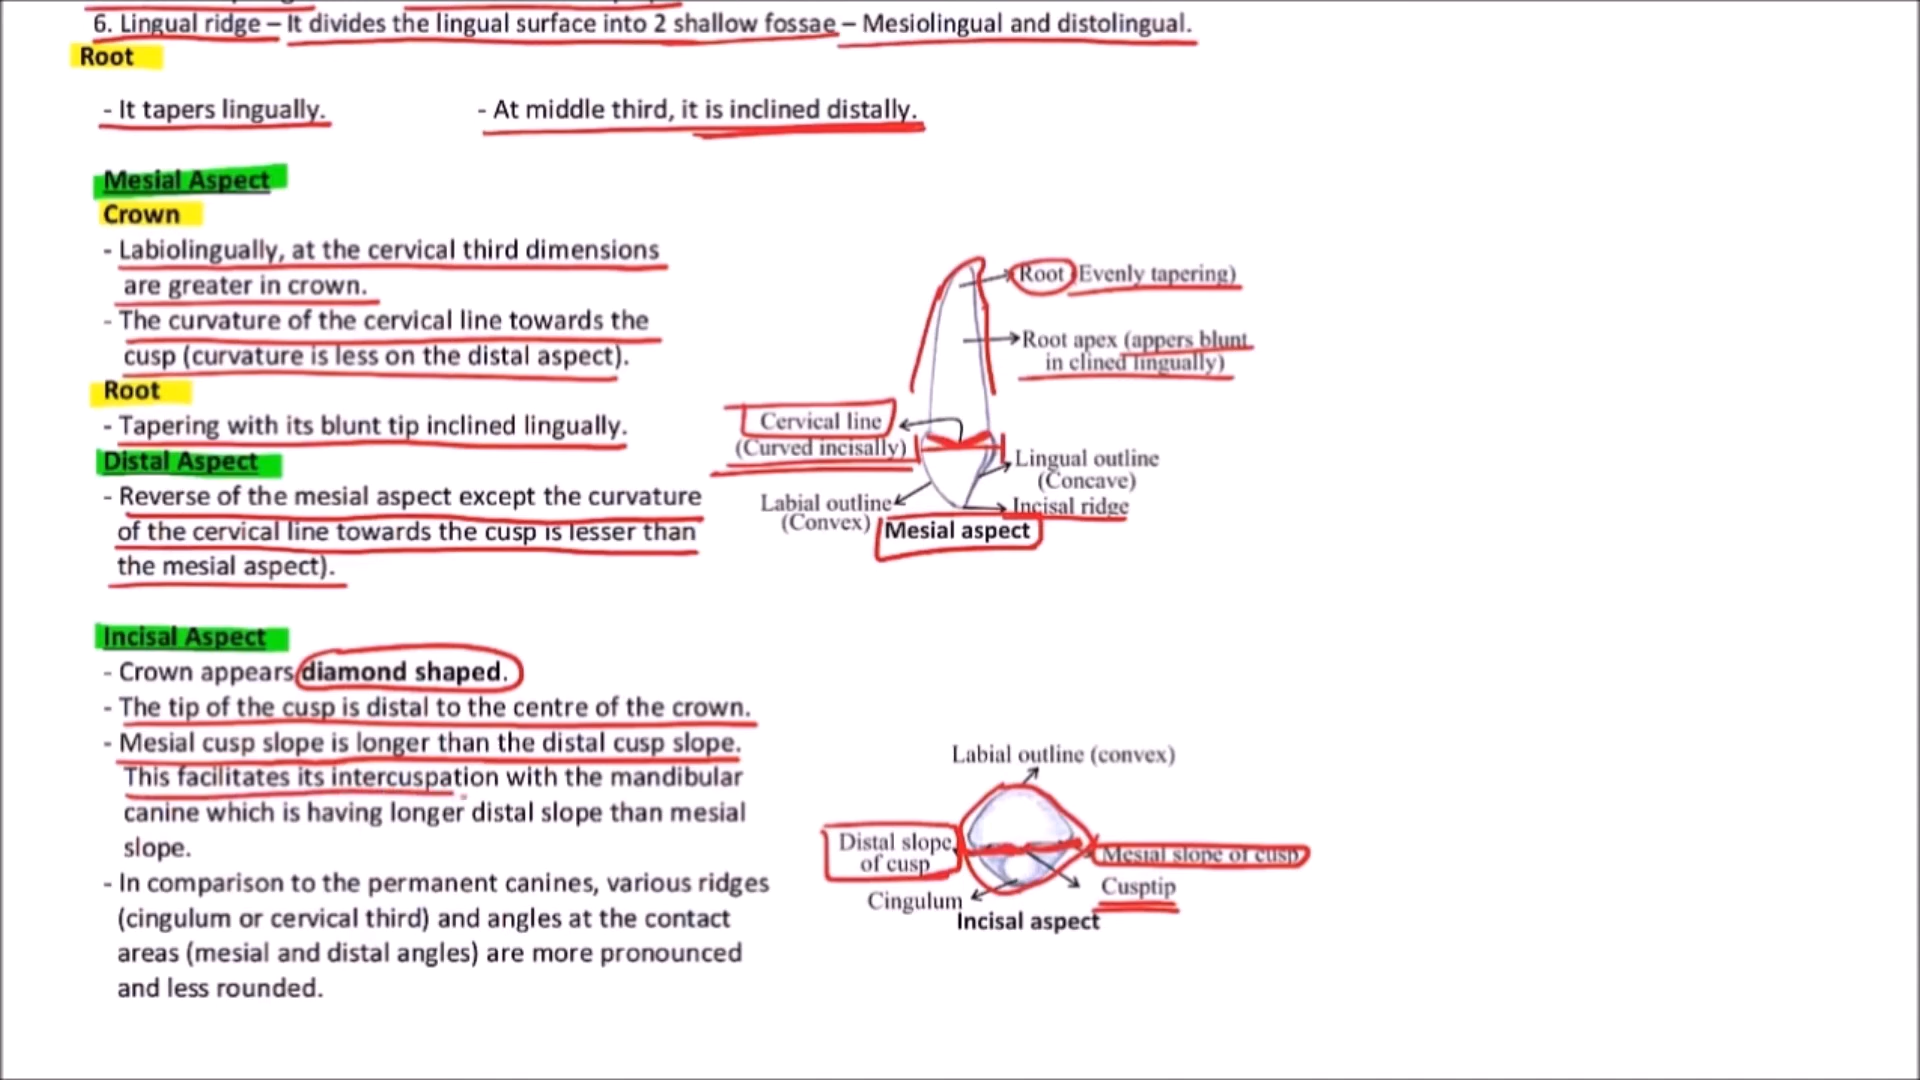 6. Lingual ridge – It divides the lingual surface into 2 shallow fossae – Mesiolingual and distolingual.
Root
- It tapers lingually. - At middle third, it is inclined distally.
Mesial Aspect
Crown
- Labiolingually, at the cervical third dimensions
are greater in crown.
- The curvature of the cervical line towards the
cusp (curvature is less on the distal aspect).
Root
- Tapering with its blunt tip inclined lingually.
Distal Aspect
- Reverse of the mesial aspect except the curvature
of the cervical line towards the cusp is lesser than
the mesial aspect).
Root (Evenly tapering)
Root apex (appers blunt
in clined lingually)
Cervical line
(Curved incisally)
Lingual outline
(Concave)
Labial outline
(Convex)
Incisal ridge
Mesial aspect
Incisal Aspect
- Crown appears diamond shaped.
- The tip of the cusp is distal to the centre of the crown.
- Mesial cusp slope is longer than the distal cusp slope.
This facilitates its intercuspation with the mandibular
canine which is having longer distal slope than mesial
slope.
- In comparison to the permanent canines, various ridges
(cingulum or cervical third) and angles at the contact
areas (mesial and distal angles) are more pronounced
and less rounded.
Labial outline (convex)
Distal slope
of cusp
Mesial slope of cusp
Cusptip
Cingulum
Incisal aspect